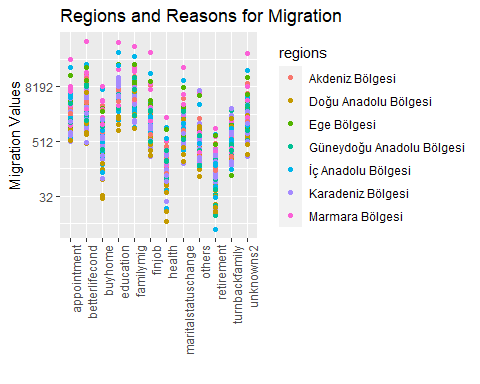 Regions and Reasons for Migration
Migration Values
8192
512
32
appointment
betterlifecond
buyhome
education
familymig
finjob
health
maritalstatuschange
others
retirement
turnbackfamily
unknowns2
regions
Akdeniz Bölgesi
Doğu Anadolu Bölgesi
Ege Bölgesi
Güneydoğu Anadolu Bölgesi
İç Anadolu Bölgesi
Karadeniz Bölgesi
Marmara Bölgesi